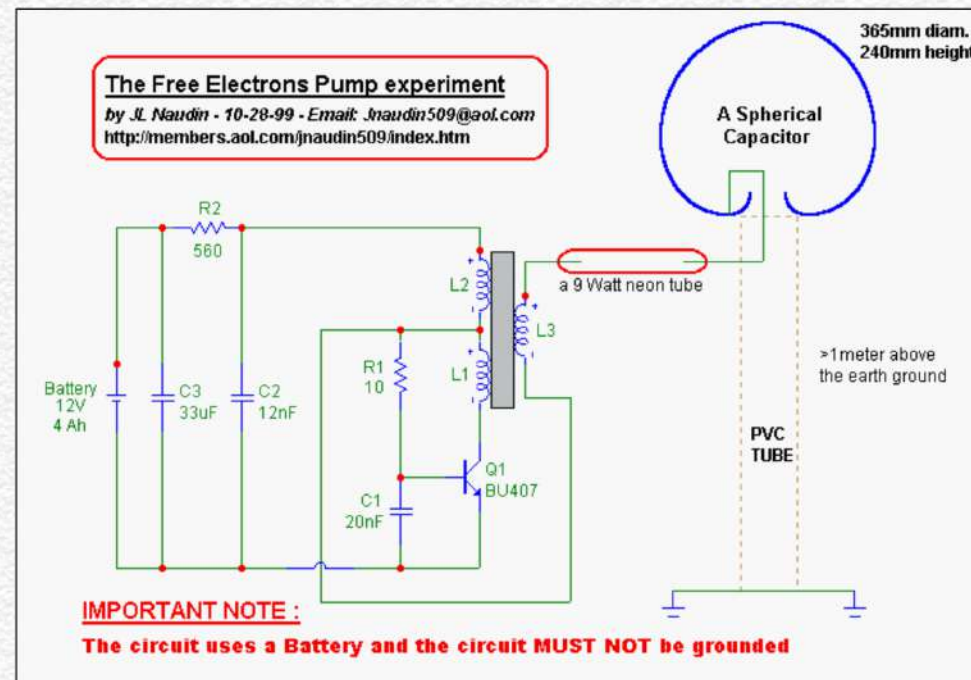 The Free Electrons Pump experiment
by JL Naudin - 10-28-99 - Email: Jnaudin509@aol.com
http://members.aol.com/jnaudin509/index.htm
365mm diam.
240mm height
A Spherical
Capacitor
R2
560
L2
+
-
a 9 Watt neon tube
+
L3
-
R1
10
L1
+
-
>1meter above
the earth ground
Battery
12V
4 Ah
C3
33uF
C2
12nF
PVC
TUBE
Q1
BU407
C1
20nF
IMPORTANT NOTE :
The circuit uses a Battery and the circuit MUST NOT be grounded